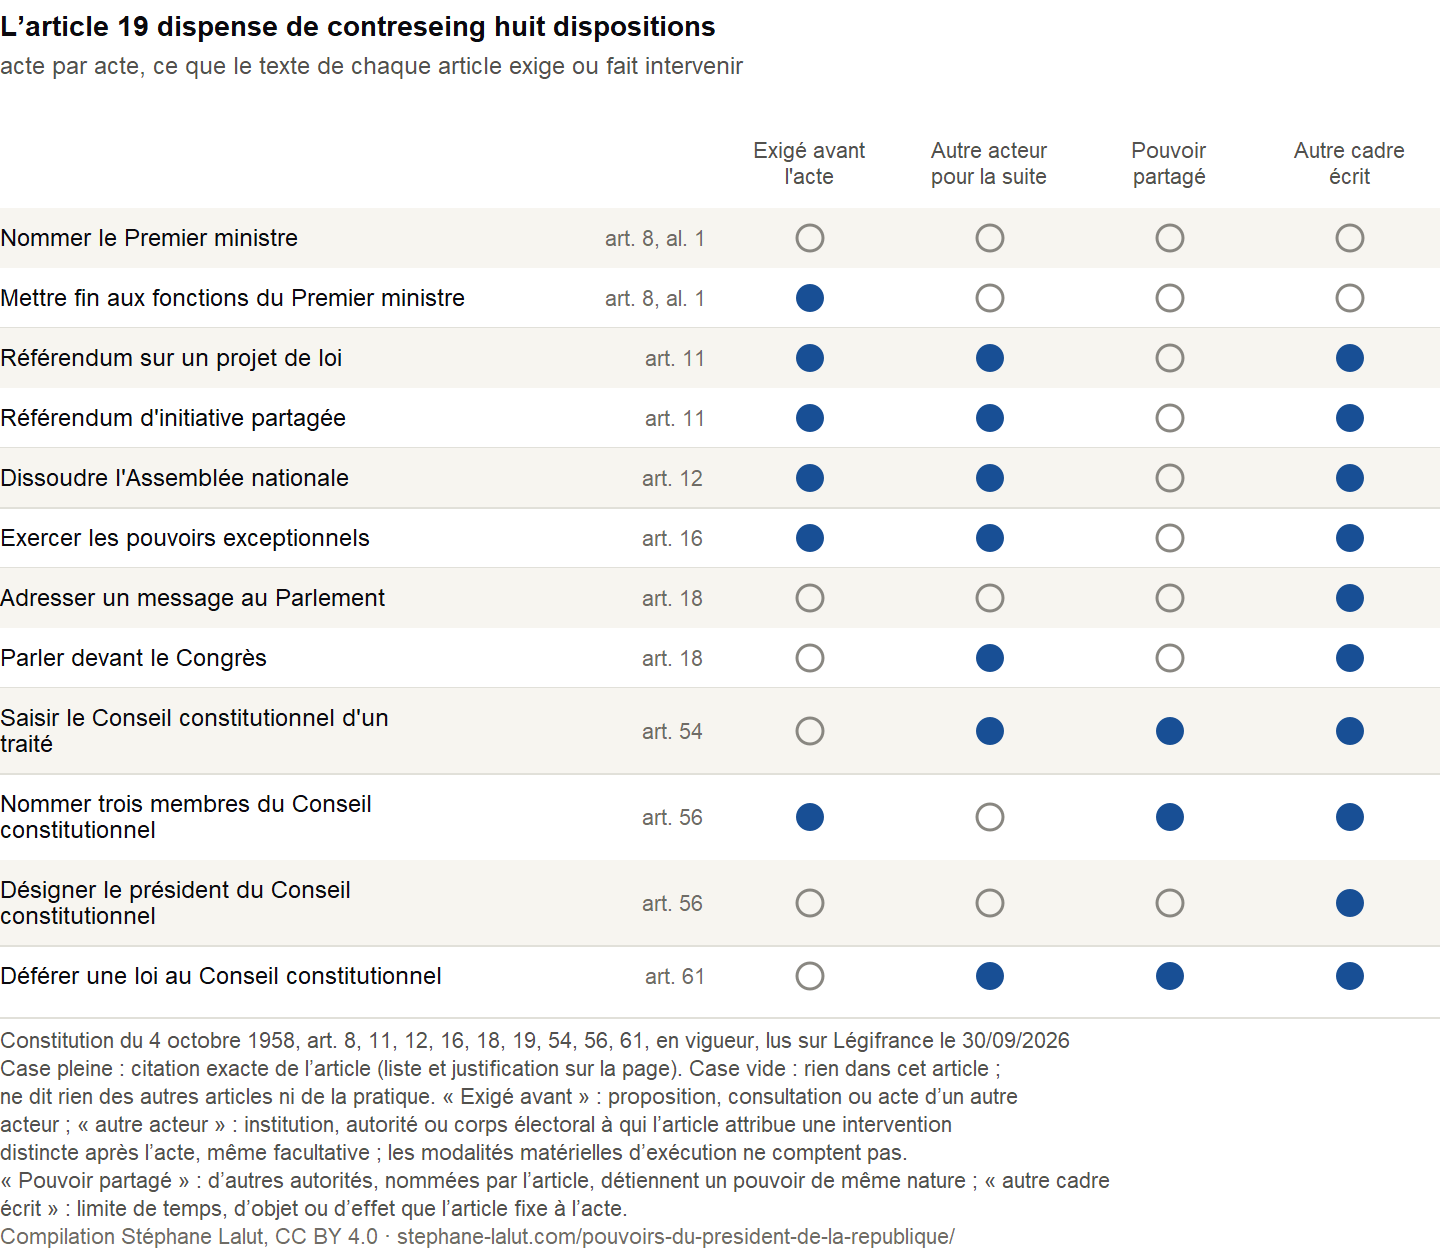 L’article 19 dispense de contreseing huit dispositions
acte par acte, ce que le texte de chaque article exige ou fait intervenir
Exigé avant
l'acte
Autre acteur
pour la suite
Pouvoir
partagé
Autre cadre
écrit
Nommer le Premier ministre art. 8, al. 1
Mettre fin aux fonctions du Premier ministre art. 8, al. 1
Référendum sur un projet de loi art. 11
Référendum d'initiative partagée art. 11
Dissoudre l'Assemblée nationale art. 12
Exercer les pouvoirs exceptionnels art. 16
Adresser un message au Parlement art. 18
Parler devant le Congrès art. 18
Saisir le Conseil constitutionnel d'un
traité art. 54
Nommer trois membres du Conseil
constitutionnel art. 56
Désigner le président du Conseil
constitutionnel art. 56
Déférer une loi au Conseil constitutionnel art. 61
Constitution du 4 octobre 1958, art. 8, 11, 12, 16, 18, 19, 54, 56, 61, en vigueur, lus sur Légifrance le 30/09/2026
Case pleine : citation exacte de l’article (liste et justification sur la page). Case vide : rien dans cet article ;
ne dit rien des autres articles ni de la pratique. « Exigé avant » : proposition, consultation ou acte d’un autre
acteur ; « autre acteur » : institution, autorité ou corps électoral à qui l’article attribue une intervention
distincte après l’acte, même facultative ; les modalités matérielles d’exécution ne comptent pas.
« Pouvoir partagé » : d’autres autorités, nommées par l’article, détiennent un pouvoir de même nature ; « autre cadre
écrit » : limite de temps, d’objet ou d’effet que l’article fixe à l’acte.
Compilation Stéphane Lalut, CC BY 4.0 · stephane-lalut.com/pouvoirs-du-president-de-la-republique/